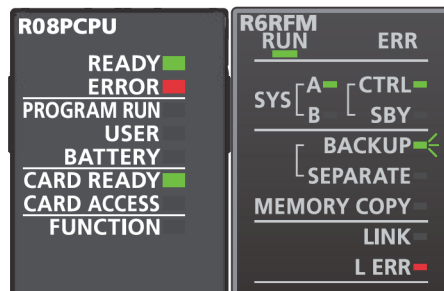 R08PCPU
READY
ERROR
PROGRAM RUN
USER
BATTERY
CARD READY
CARD ACCESS
FUNCTION
R6RFM
RUN ERR
SYS A CTRL
B SBY
BACKUP
SEPARATE
MEMORY COPY
LINK
L ERR